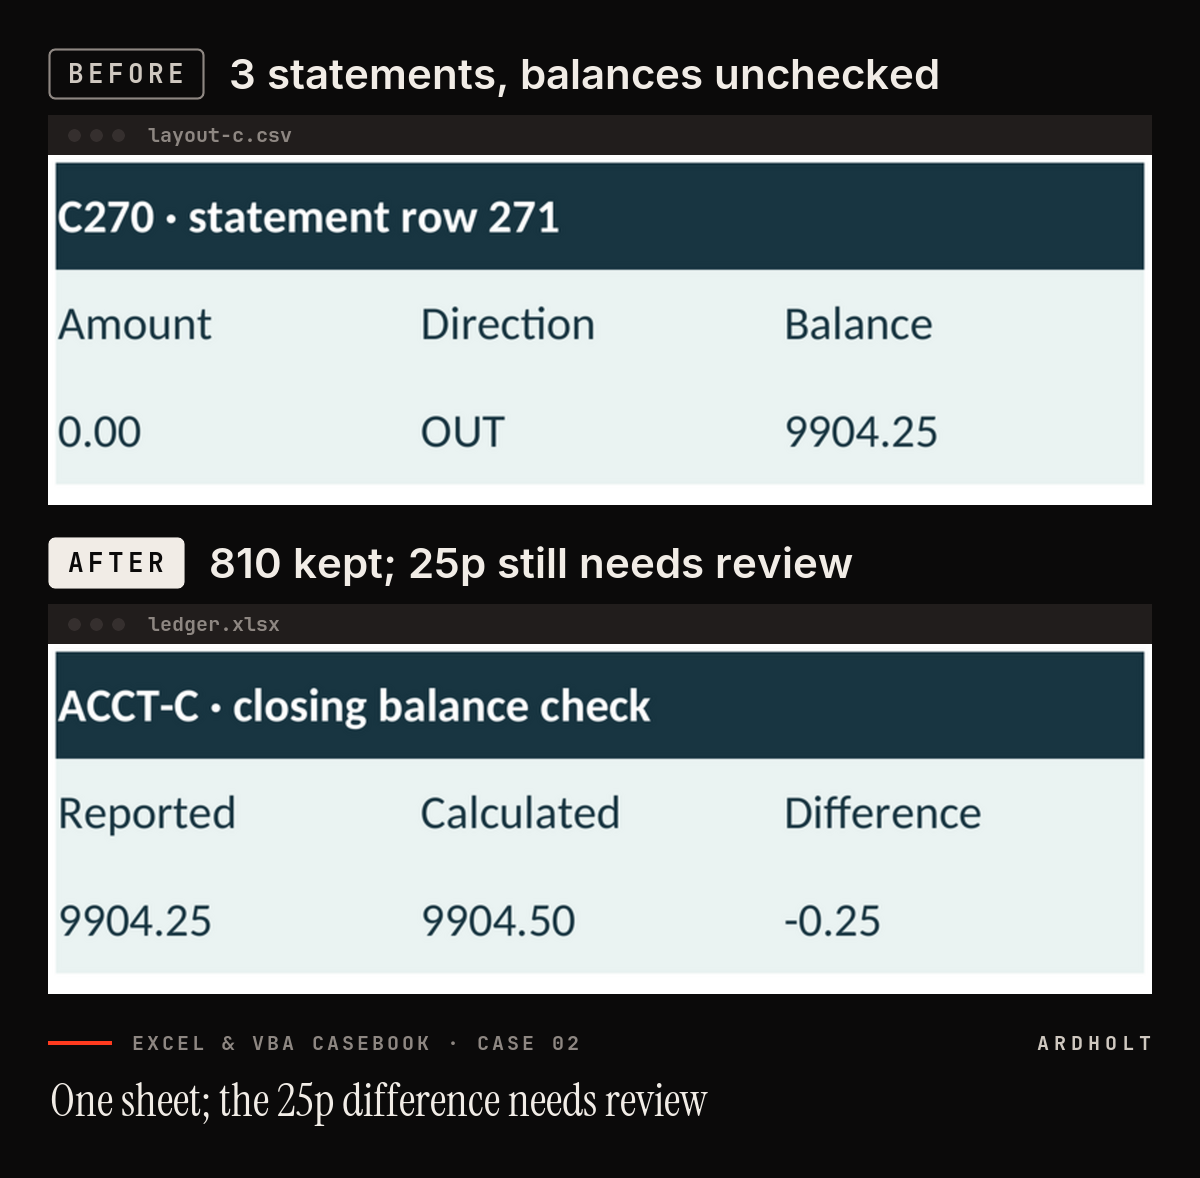 BEFORE 3 statements, balances unchecked
layout-c.csv
C270 · statement row 271
Amount Direction Balance
0.00 OUT 9904.25
AFTER 810 kept; 25p still needs review
ledger.xlsx
ACCT-C · closing balance check
Reported Calculated Difference
9904.25 9904.50 -0.25
EXCEL & VBA CASEBOOK · CASE 02 ARDHOLT
One sheet; the 25p difference needs review